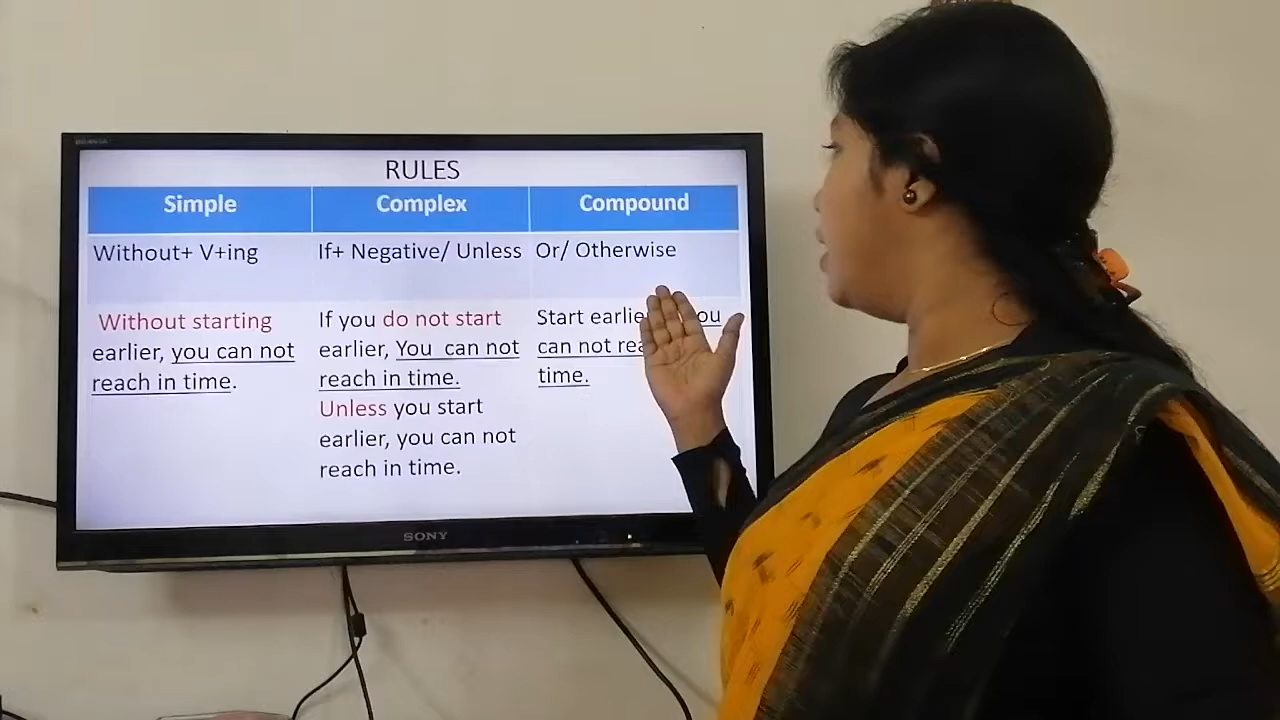 RULES
Simple Complex Compound
Without+ V+ing If+ Negative/ Unless Or/ Otherwise
Without starting
earlier, you can not
reach in time.
If you do not start
earlier, You can not
reach in time.
Unless you start
earlier, you can not
reach in time.
Start
can not
time.
SONY